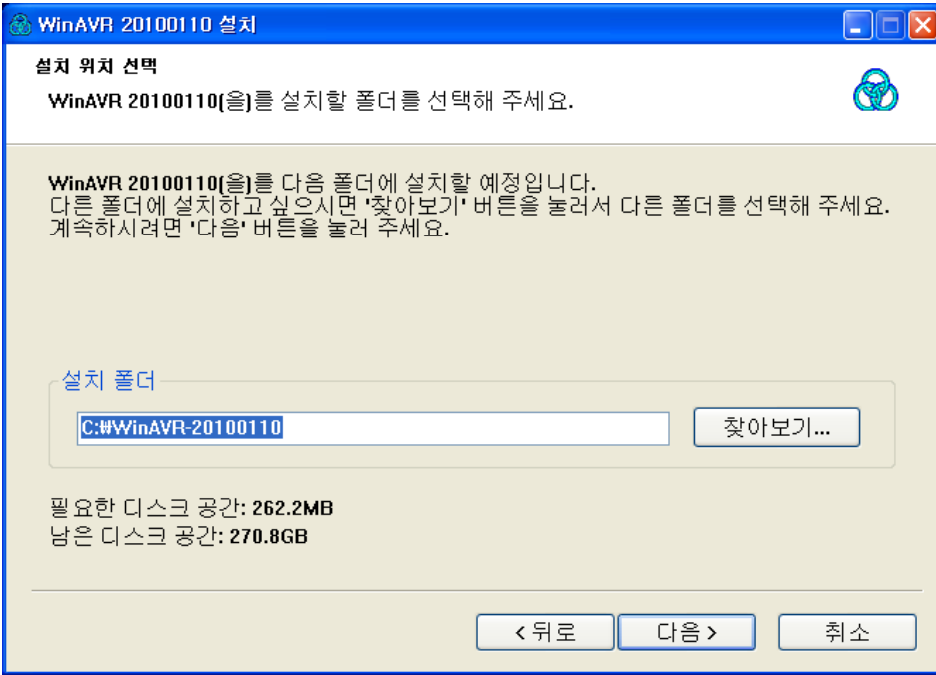 WinAVR 20100110 설치
설치 위치 선택
WinAVR 20100110(을)를 설치할 폴더를 선택해 주세요.
WinAVR 20100110(을)를 다음 폴더에 설치할 예정입니다.
다른 폴더에 설치하고 싶으시면 '찾아보기' 버튼을 눌러서 다른 폴더를 선택해 주세요.
계속하시려면 '다음' 버튼을 눌러 주세요.
설치 폴더
C:₩WinAVR-20100110
찾아보기...
필요한 디스크 공간: 262.2MB
남은 디스크 공간: 270.8GB
< 뒤로 다음 > 취소